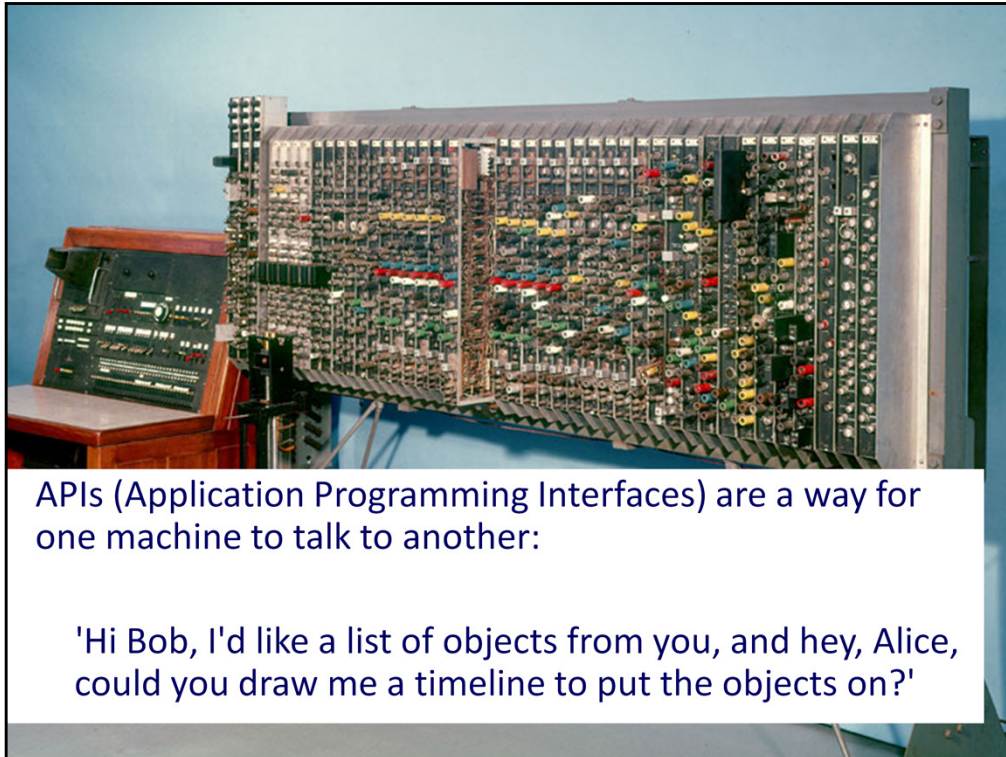 APIs (Application Programming Interfaces) are a way for
one machine to talk to another:
'Hi Bob, I'd like a list of objects from you, and hey, Alice,
could you draw me a timeline to put the objects on?'